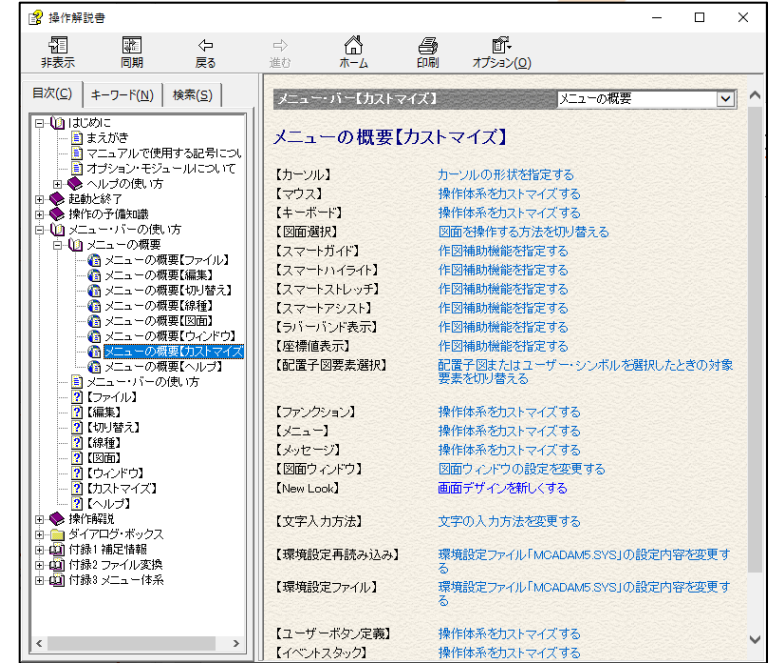 操作解説書
非表示 同期 戻る 進む ホーム 印刷 オプション(O)
目次(C) キーワード(N) 検索(S)
はじめに
まえがき
マニュアルで使用する記号につい
オプション・モジュールについて
ヘルプの使い方
起動と終了
操作の予備知識
メニュー・バーの使い方
メニューの概要
メニューの概要【ファイル】
メニューの概要【編集】
メニューの概要【切り替え】
メニューの概要【線種】
メニューの概要【図面】
メニューの概要【ウィンドウ】
メニューの概要【カストマイズ
メニューの概要【ヘルプ】
メニュー・バーの使い方
【ファイル】
【編集】
【切り替え】
【線種】
【図面】
【ウィンドウ】
【カストマイズ】
【ヘルプ】
操作解説
ダイアログ・ボックス
付録1 補足情報
付録2 ファイル変換
付録3 メニュー体系
メニュー・バー【カストマイズ】 メニューの概要
メニューの概要【カストマイズ】
【カーソル】 カーソルの形状を指定する
【マウス】 操作体系をカストマイズする
【キーボード】 操作体系をカストマイズする
【図面選択】 図面を操作する方法を切り替える
【スマートガイド】 作図補助機能を指定する
【スマートハイライト】 作図補助機能を指定する
【スマートストレッチ】 作図補助機能を指定する
【スマートアシスト】 作図補助機能を指定する
【ラバーバンド表示】 作図補助機能を指定する
【座標値表示】 作図補助機能を指定する
【配置子図要素選択】 配置子図またはユーザー・シンボルを選択したときの対象
要素を切り替える
【ファンクション】 操作体系をカストマイズする
【メニュー】 操作体系をカストマイズする
【メッセージ】 操作体系をカストマイズする
【図面ウィンドウ】 図面ウィンドウの設定を変更する
【New Look】 画面デザインを新しくする
【文字入力方法】 文字の入力方法を変更する
【環境設定再読み込み】 環境設定ファイル「MCADAM5.SYS」の設定内容を変更す
る
【環境設定ファイル】 環境設定ファイル「MCADAM5.SYS」の設定内容を変更す
る
【ユーザーボタン定義】 操作体系をカストマイズする
【イベントスタック】 操作体系をカストマイズする